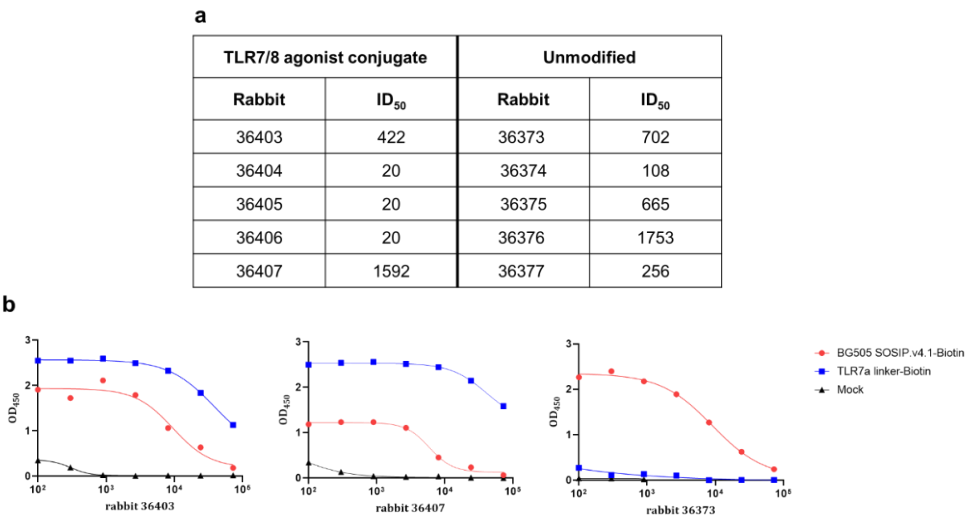 a
TLR7/8 agonist conjugate Unmodified
Rabbit ID50 Rabbit ID50
36403 422 36373 702
36404 20 36374 108
36405 20 36375 665
36406 20 36376 1753
36407 1592 36377 256
b
3 3 3
2 2 2
1 1 1
0 0 0
OD450 OD450 OD450
10² 10³ 10⁴ 10⁵ 10² 10³ 10⁴ 10⁵ 10² 10³ 10⁴ 10⁵
rabbit 36403 rabbit 36407 rabbit 36373
BG505 SOSIP.v4.1-Biotin
TLR7a linker-Biotin
Mock